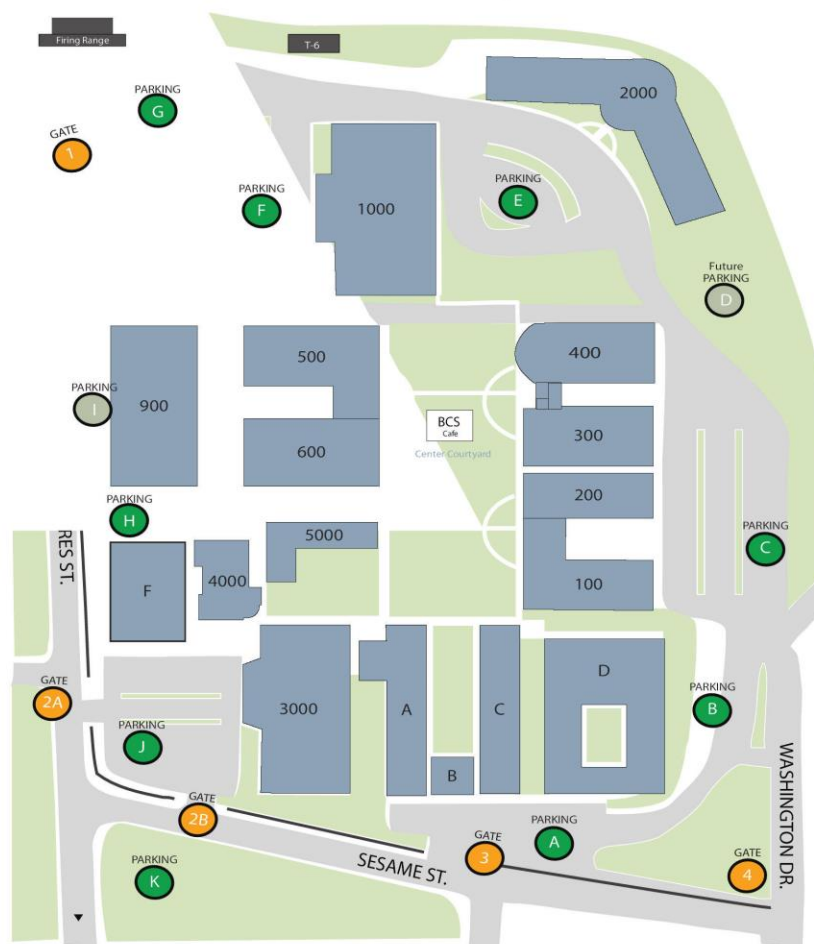 Firing Range
T-6
PARKING
G
2000
GATE
1
PARKING
F
1000
PARKING
E
Future
PARKING
D
500
400
PARKING
I
900
BCS
Cafe
Center Courtyard
600
300
200
PARKING
H
5000
PARKING
C
RES ST.
F
4000
100
GATE
2A
3000
A
C
D
PARKING
B
PARKING
J
B
WASHINGTON DR.
GATE
2B
PARKING
A
SESAME ST.
GATE
3
GATE
4
PARKING
K